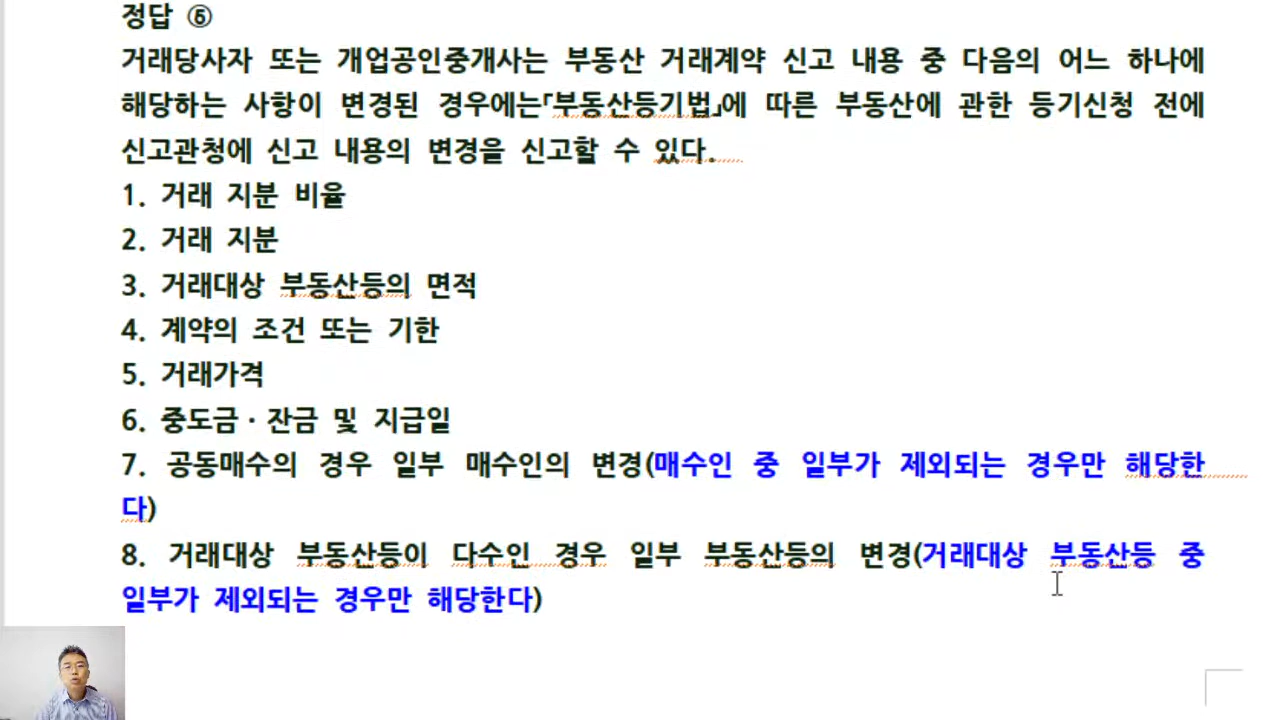 정답 ⑤
거래당사자 또는 개업공인중개사는 부동산 거래계약 신고 내용 중 다음의 어느 하나에
해당하는 사항이 변경된 경우에는「부동산등기법」에 따른 부동산에 관한 등기신청 전에
신고관청에 신고 내용의 변경을 신고할 수 있다.
1. 거래 지분 비율
2. 거래 지분
3. 거래대상 부동산등의 면적
4. 계약의 조건 또는 기한
5. 거래가격
6. 중도금·잔금 및 지급일
7. 공동매수의 경우 일부 매수인의 변경(매수인 중 일부가 제외되는 경우만 해당한
다)
8. 거래대상 부동산등이 다수인 경우 일부 부동산등의 변경(거래대상 부동산등 중
일부가 제외되는 경우만 해당한다)